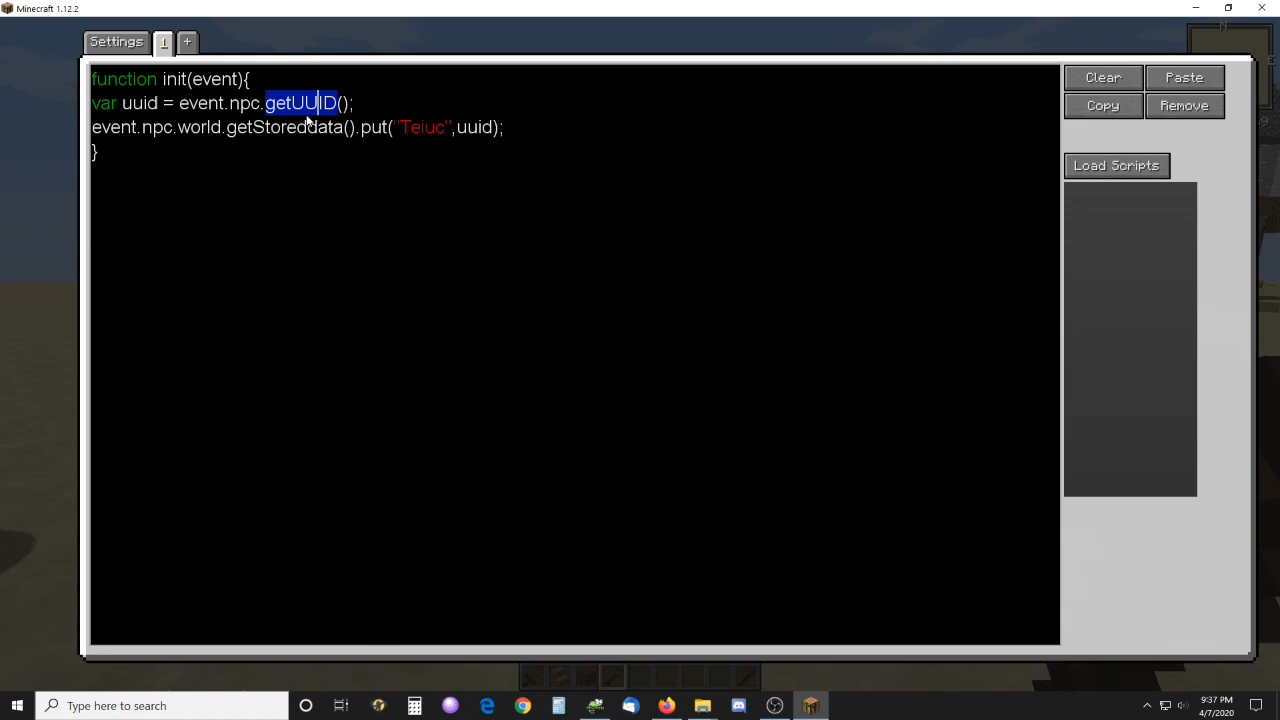 Minecraft 1.12.2
Settings 1 +
function init(event){
var uuid = event.npc.getUUID();
event.npc.world.getStoreddata().put("Teiuc",uuid);
}
Clear Paste
Copy Remove
Load Scripts
Type here to search
9:37 PM
4/7/2020